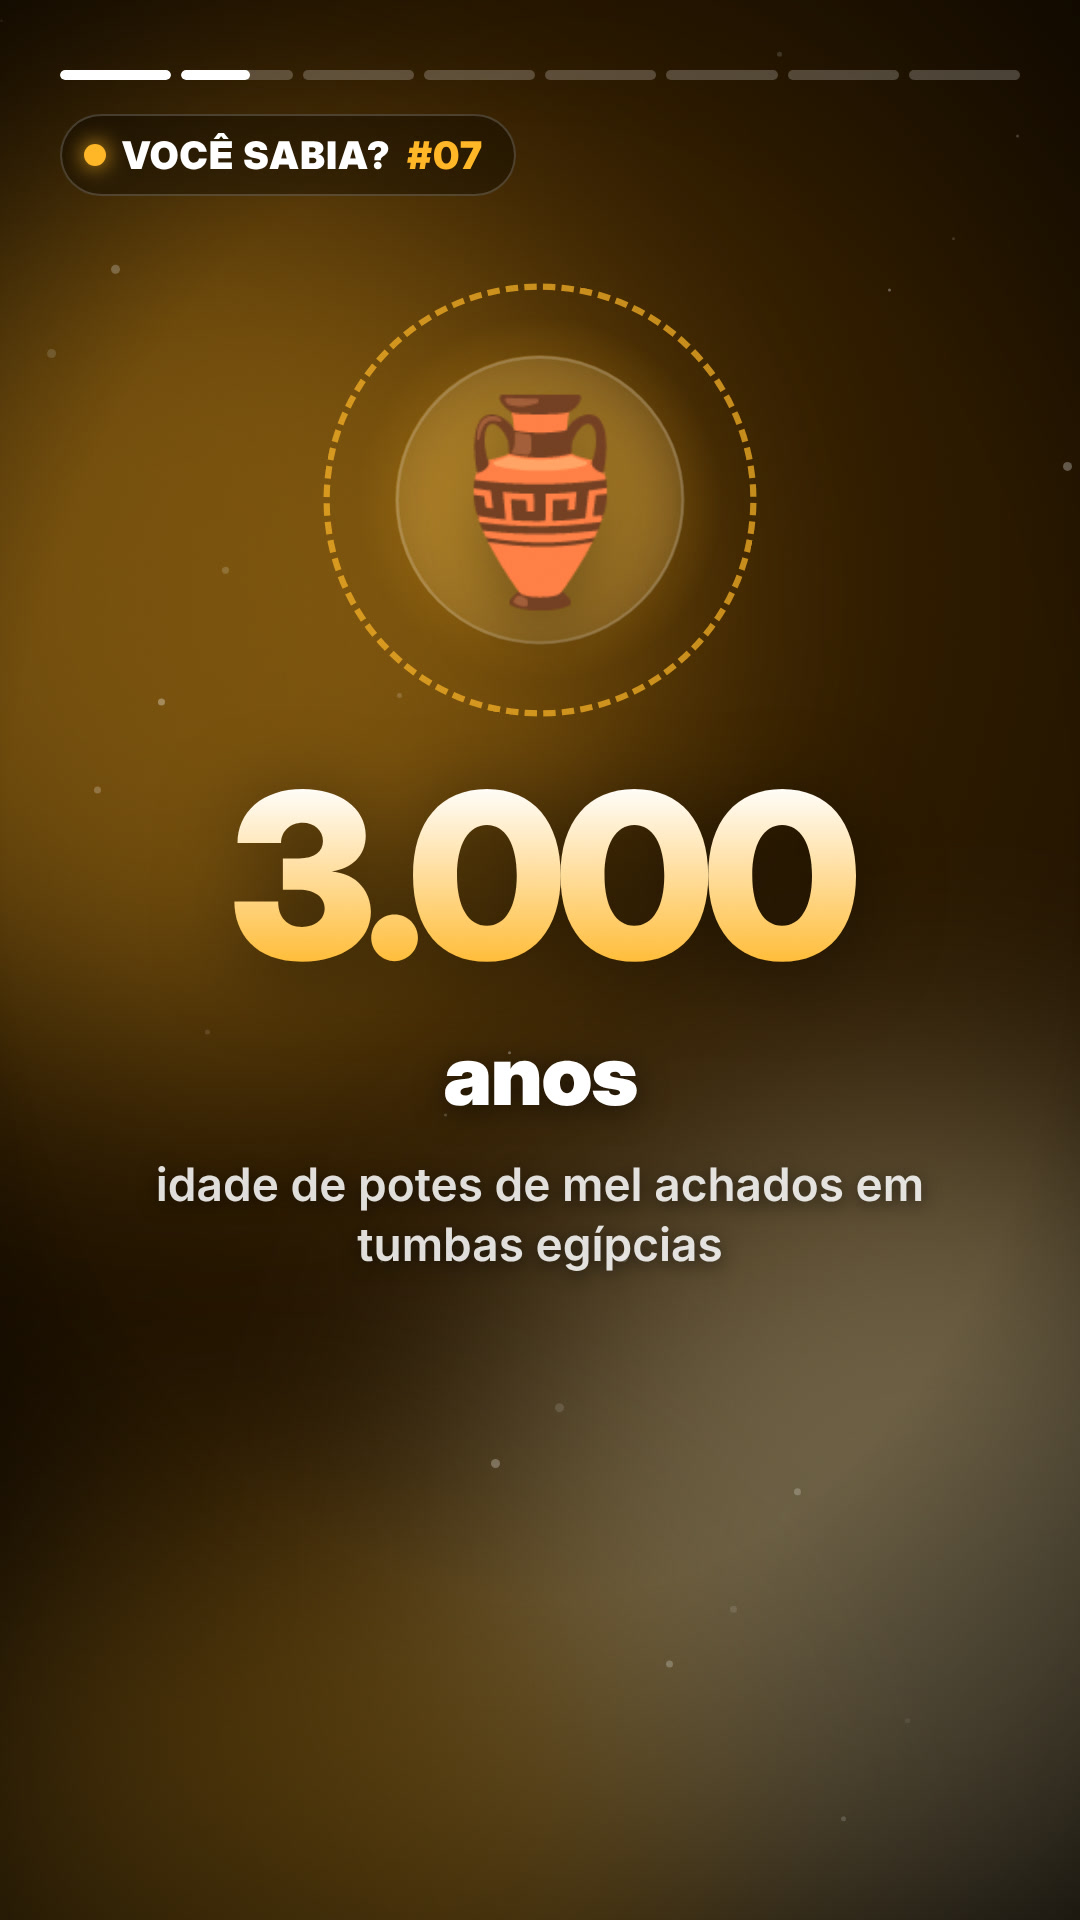 VOCÊ SABIA? #07
3.000
anos
idade de potes de mel achados em
tumbas egípcias